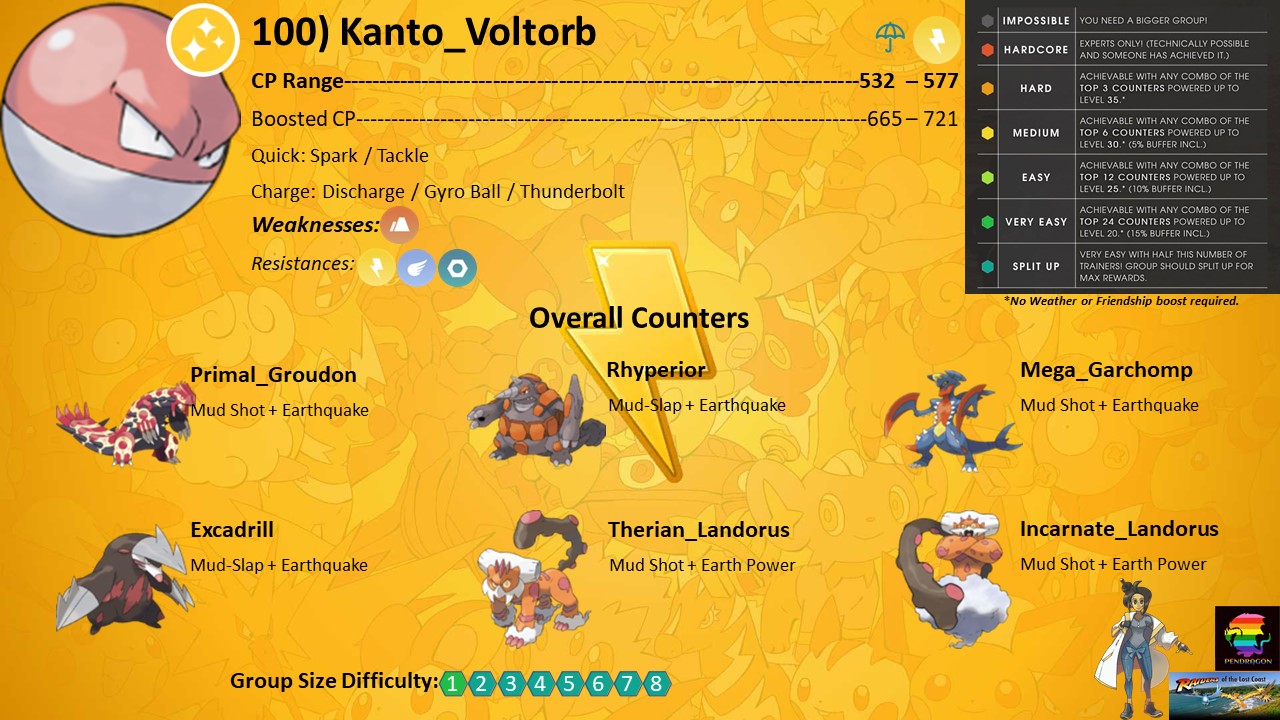 100) Kanto_Voltorb
CP Range--------------------------------------------------------------------------532 – 577
Boosted CP-------------------------------------------------------------------------665 – 721
Quick: Spark / Tackle
Charge: Discharge / Gyro Ball / Thunderbolt
Weaknesses:
Resistances:
IMPOSSIBLE YOU NEED A BIGGER GROUP!
HARDCORE EXPERTS ONLY! (TECHNICALLY POSSIBLE
AND SOMEONE HAS ACHIEVED IT.)
HARD ACHIEVABLE WITH ANY COMBO OF THE
TOP 3 COUNTERS POWERED UP TO
LEVEL 35.*
MEDIUM ACHIEVABLE WITH ANY COMBO OF THE
TOP 6 COUNTERS POWERED UP TO
LEVEL 30.* (5% BUFFER INCL.)
EASY ACHIEVABLE WITH ANY COMBO OF THE
TOP 12 COUNTERS POWERED UP TO
LEVEL 25.* (10% BUFFER INCL.)
VERY EASY ACHIEVABLE WITH ANY COMBO OF THE
TOP 24 COUNTERS POWERED UP TO
LEVEL 20.* (15% BUFFER INCL.)
SPLIT UP VERY EASY WITH HALF THIS NUMBER OF
TRAINERS! GROUP SHOULD SPLIT UP FOR
MAX REWARDS.
*No Weather or Friendship boost required.
Overall Counters
Primal_Groudon
Mud Shot + Earthquake
Rhyperior
Mud-Slap + Earthquake
Mega_Garchomp
Mud Shot + Earthquake
Excadrill
Mud-Slap + Earthquake
Therian_Landorus
Mud Shot + Earth Power
Incarnate_Landorus
Mud Shot + Earth Power
Group Size Difficulty: 1 2 3 4 5 6 7 8
PENDRAGON
RAIDERS of the Lost Coast